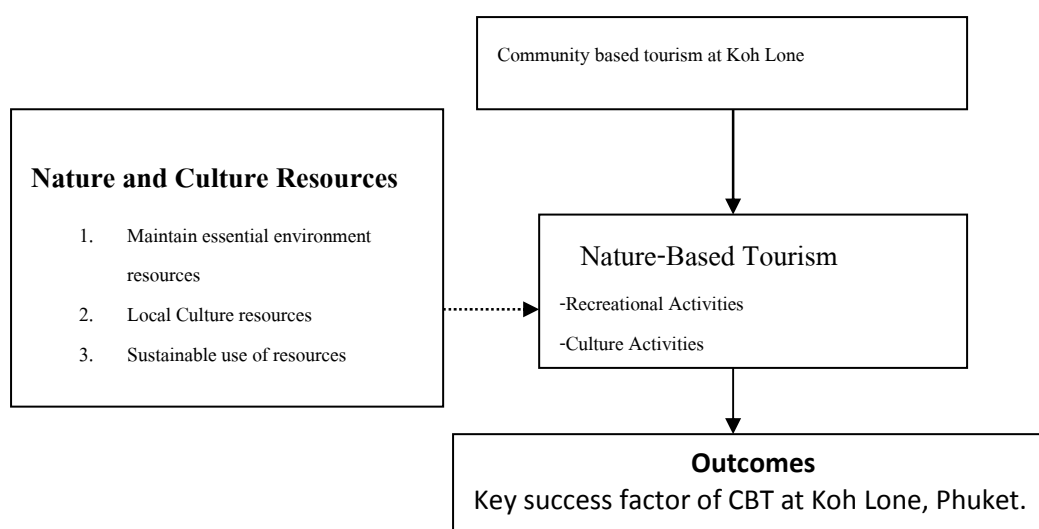 Community based tourism at Koh Lone
Nature and Culture Resources
1. Maintain essential environment
resources
2. Local Culture resources
3. Sustainable use of resources
Nature-Based Tourism
-Recreational Activities
-Culture Activities
Outcomes
Key success factor of CBT at Koh Lone, Phuket.